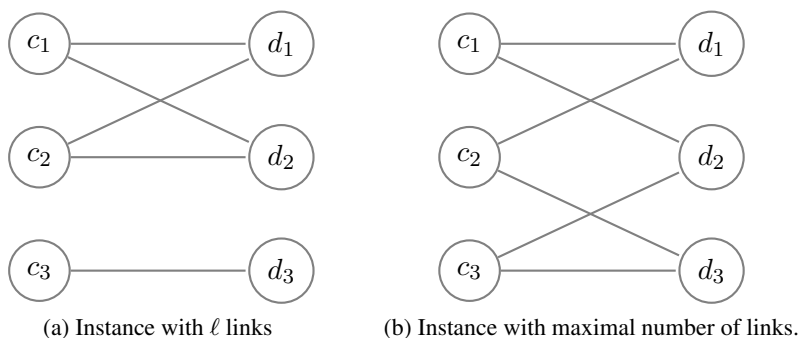 c₁ d₁ c₁ d₁
c₂ d₂ c₂ d₂
c₃ d₃ c₃ d₃
(a) Instance with ℓ links (b) Instance with maximal number of links.